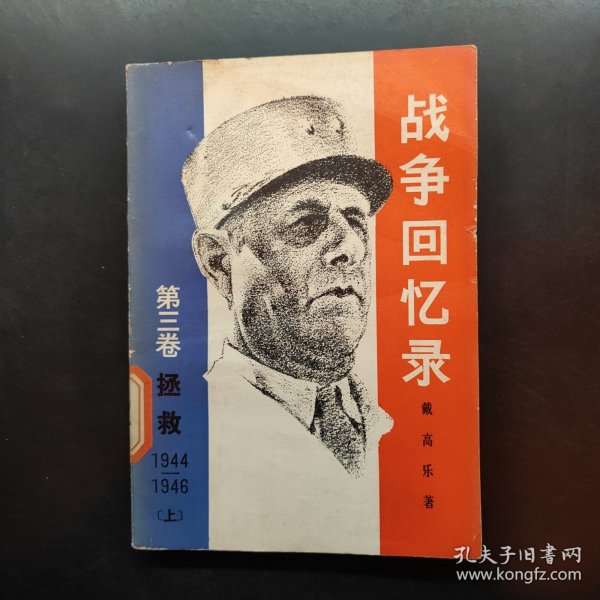 战争回忆录
戴高乐著
第三卷
拯救
1944
1946
〔上〕
孔夫子旧書网
www.kongfz.com